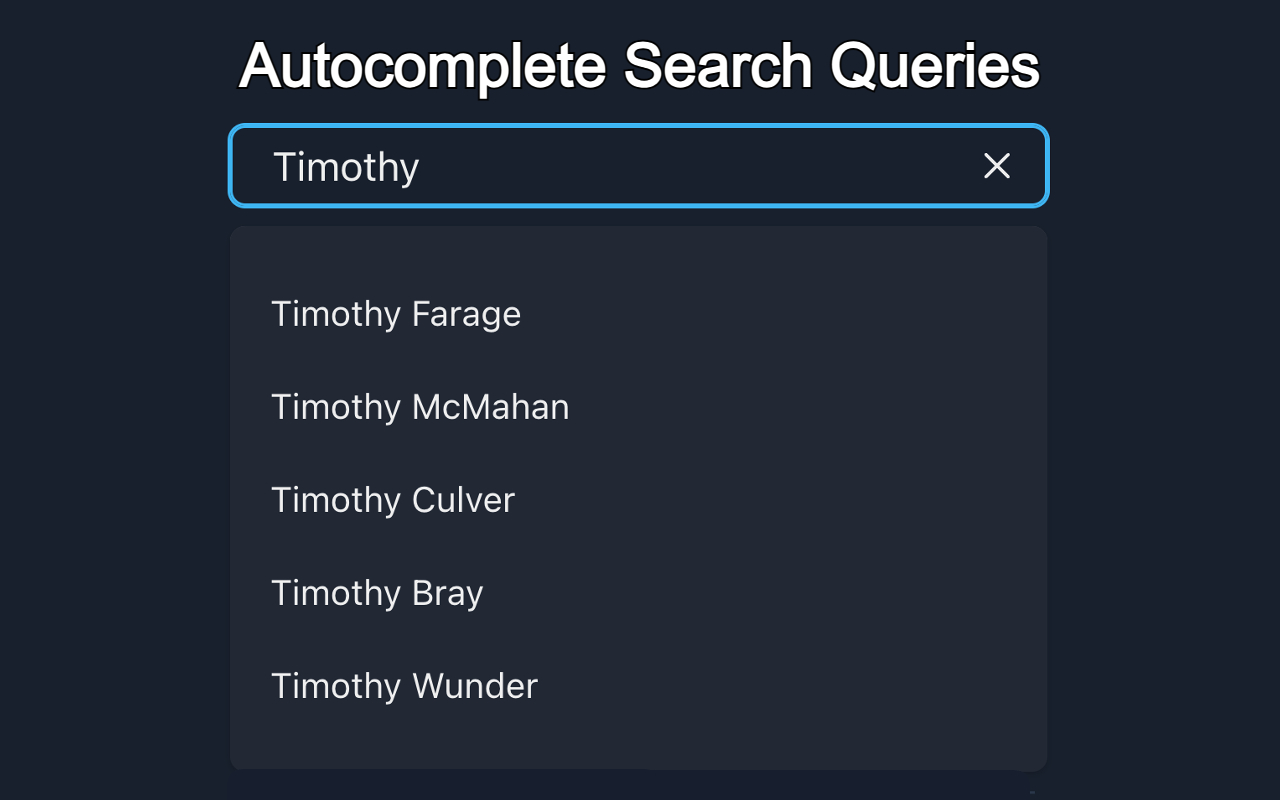 Autocomplete Search Queries
Timothy
Timothy Farage
Timothy McMahan
Timothy Culver
Timothy Bray
Timothy Wunder